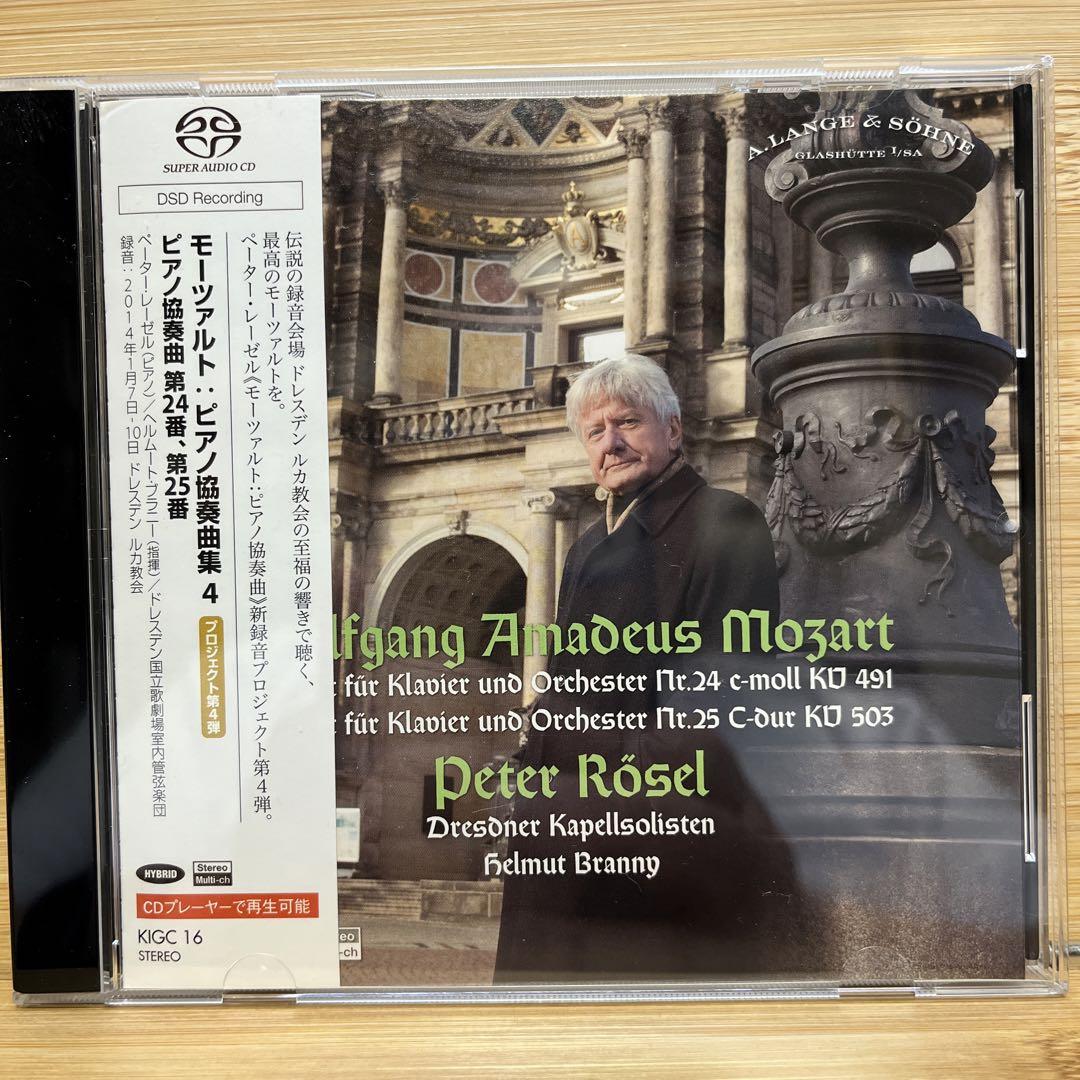 SUPER AUDIO CD
DSD Recording
伝説の録音会場 ドレスデン ルカ教会の至福の響きで聴く、
最高のモーツァルトを。
ペーター・レーゼル《モーツァルト:ピアノ協奏曲》新録音プロジェクト第4弾。
モーツァルト:ピアノ協奏曲集 4
プロジェクト第4弾
ピアノ協奏曲 第24番、第25番
ペーター・レーゼル(ピアノ)/ヘルムート・ブラニー(指揮)/ドレスデン国立歌劇場室内管弦楽団
録音:2014年1月7日-10日 ドレスデン ルカ教会
HYBRID
Stereo
Multi-ch
CDプレーヤーで再生可能
KIGC 16
STEREO
A. LANGE & SÖHNE
GLASHÜTTE I/SA
lfgang Amadeus Mozart
für Klavier und Orchester Nr.24 c-moll KV 491
für Klavier und Orchester Nr.25 C-dur KV 503
Peter Rösel
Dresdner Kapellsolisten
Helmut Branny
eo
-ch